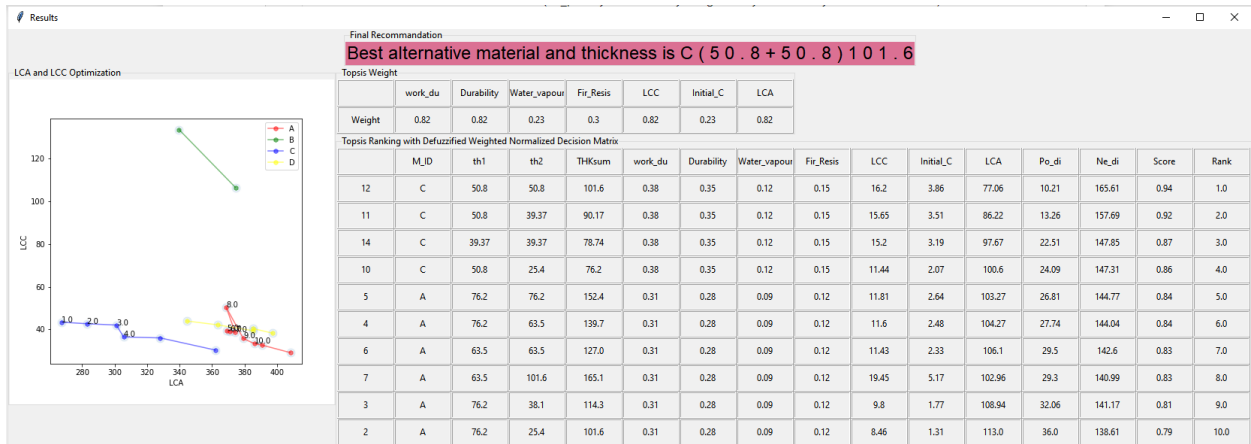 Results
Final Recommandation
Best alternative material and thickness is C ( 5 0 . 8 + 5 0 . 8 ) 1 0 1 . 6
LCA and LCC Optimization
Topsis Weight
work_du Durability Water_vapour Fir_Resis LCC Initial_C LCA
Weight 0.82 0.82 0.23 0.3 0.82 0.23 0.82
Topsis Ranking with Defuzzified Weighted Normalized Decision Matrix
M_ID th1 th2 THKsum work_du Durability Water_vapour Fir_Resis LCC Initial_C LCA Po_di Ne_di Score Rank
12 C 50.8 50.8 101.6 0.38 0.35 0.12 0.15 16.2 3.86 77.06 10.21 165.61 0.94 1.0
11 C 50.8 39.37 90.17 0.38 0.35 0.12 0.15 15.65 3.51 86.22 13.26 157.69 0.92 2.0
14 C 39.37 39.37 78.74 0.38 0.35 0.12 0.15 15.2 3.19 97.67 22.51 147.85 0.87 3.0
10 C 50.8 25.4 76.2 0.38 0.35 0.12 0.15 11.44 2.07 100.6 24.09 147.31 0.86 4.0
5 A 76.2 76.2 152.4 0.31 0.28 0.09 0.12 11.81 2.64 103.27 26.81 144.77 0.84 5.0
4 A 76.2 63.5 139.7 0.31 0.28 0.09 0.12 11.6 2.48 104.27 27.74 144.04 0.84 6.0
6 A 63.5 63.5 127.0 0.31 0.28 0.09 0.12 11.43 2.33 106.1 29.5 142.6 0.83 7.0
7 A 63.5 101.6 165.1 0.31 0.28 0.09 0.12 19.45 5.17 102.96 29.3 140.99 0.83 8.0
3 A 76.2 38.1 114.3 0.31 0.28 0.09 0.12 9.8 1.77 108.94 32.06 141.17 0.81 9.0
2 A 76.2 25.4 101.6 0.31 0.28 0.09 0.12 8.46 1.31 113.0 36.0 138.61 0.79 10.0
A
B
C
D
120
100
80
60
40
LCC
1.0 2.0 3.0
4.0
8.0
9.0
10.0
280 300 320 340 360 380 400
LCA